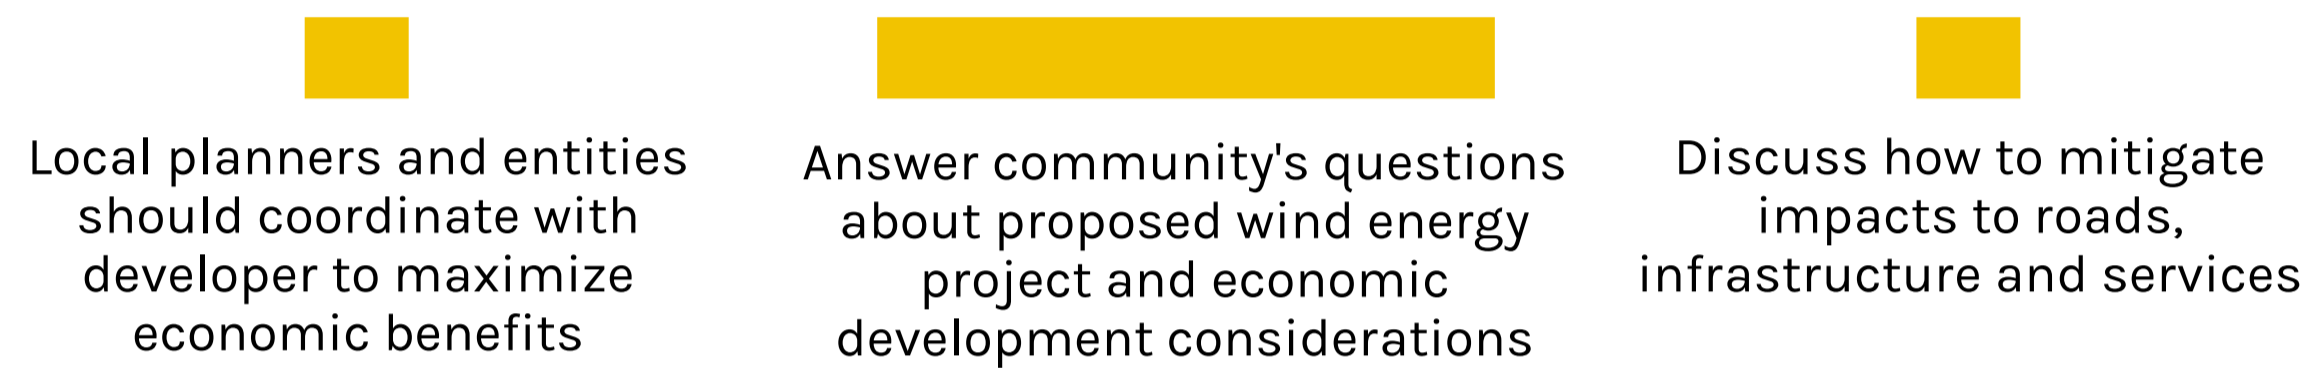 Local planners and entities
should coordinate with
developer to maximize
economic benefits
Answer community's questions
about proposed wind energy
project and economic
development considerations
Discuss how to mitigate
impacts to roads,
infrastructure and services